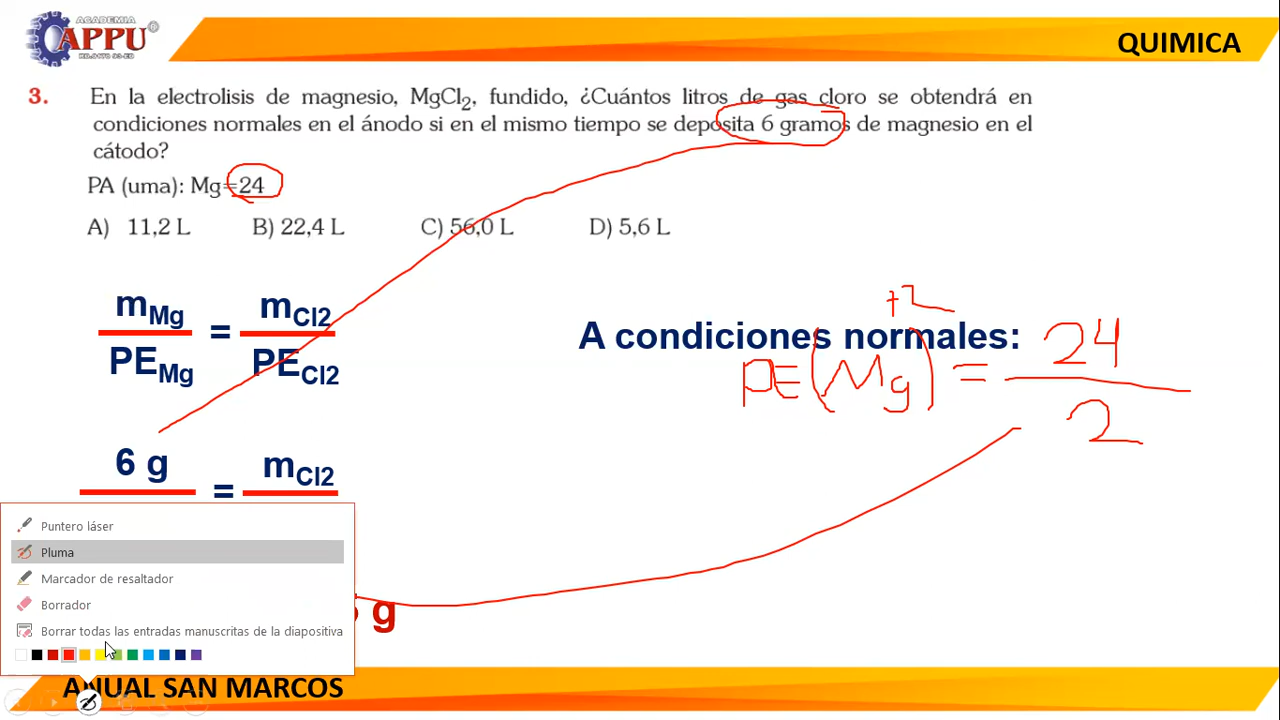 ACADEMIA
APPU®
QUIMICA
3. En la electrolisis de magnesio, MgCl2, fundido, ¿Cuántos litros de gas cloro se obtendrá en
condiciones normales en el ánodo si en el mismo tiempo se deposita 6 gramos de magnesio en el
cátodo?
PA (uma): Mg=24
A) 11,2 L B) 22,4 L C) 56,0 L D) 5,6 L
mMg / PEMg = mCl2 / PECl2
A condiciones normales:
+2
PE(Mg) = 24 / 2
6 g = mCl2
Puntero láser
Pluma
Marcador de resaltador
Borrador
Borrar todas las entradas manuscritas de la diapositiva
g
ANUAL SAN MARCOS